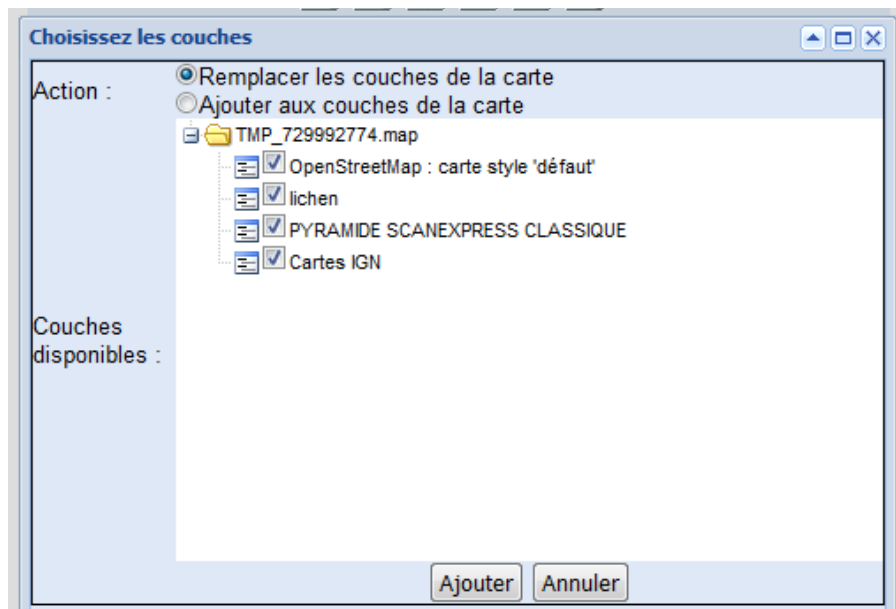 Choisissez les couches
Action :
Remplacer les couches de la carte
Ajouter aux couches de la carte
TMP_729992774.map
OpenStreetMap : carte style 'défaut'
lichen
PYRAMIDE SCANEXPRESS CLASSIQUE
Cartes IGN
Couches
disponibles :
Ajouter Annuler